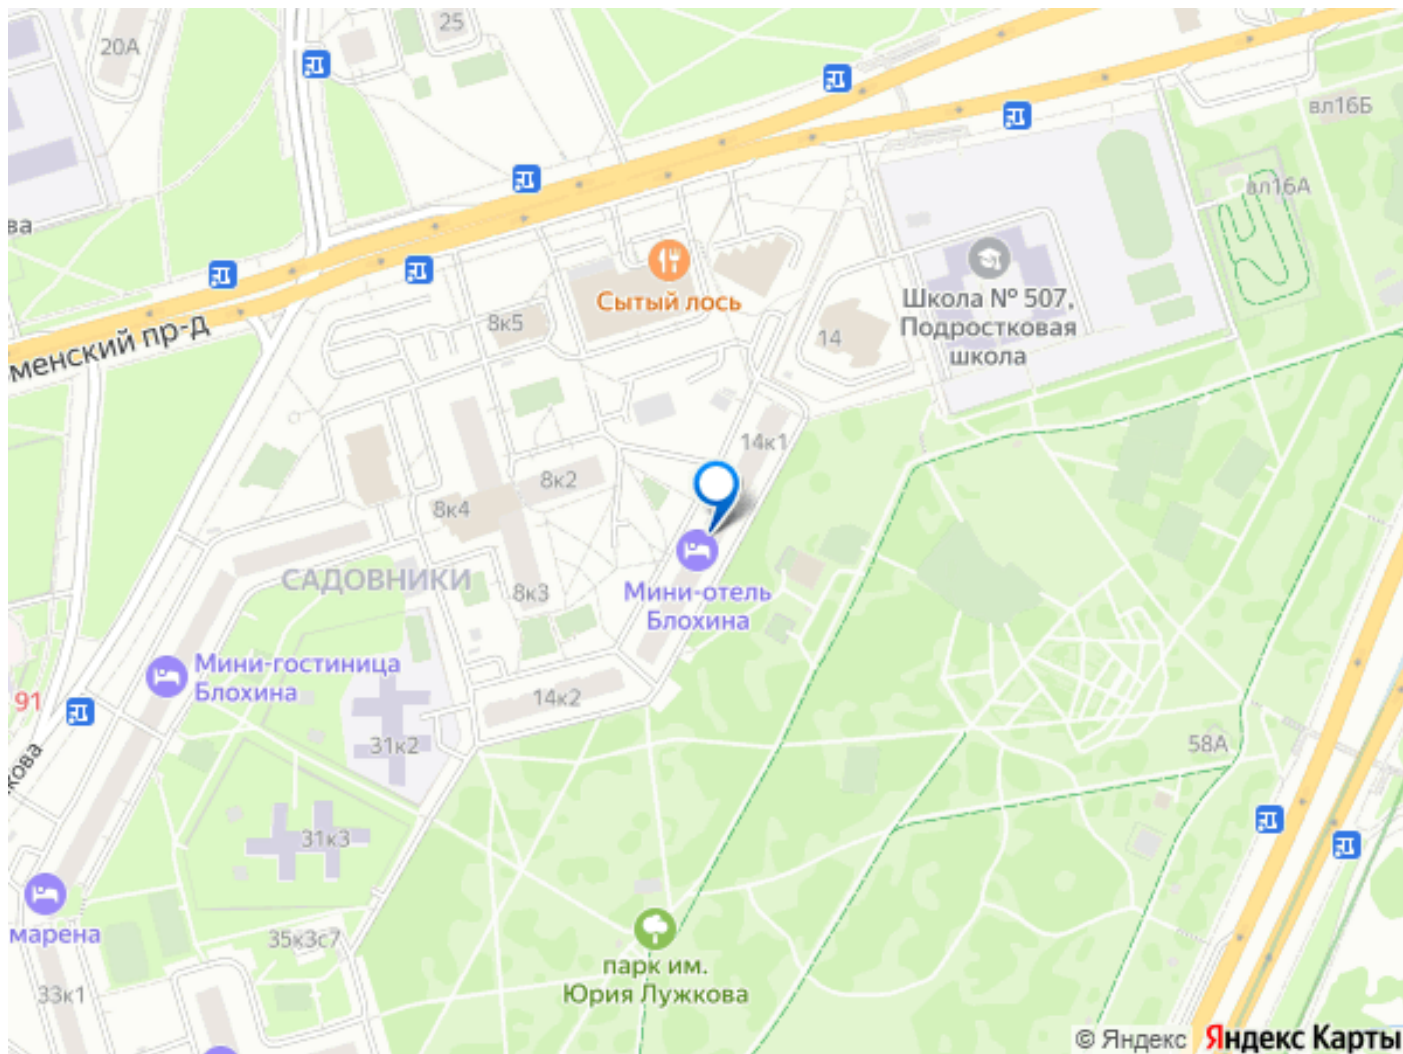 25
20А
вл16Б
вл16А
ва
Сытый лось
Школа № 507,
Подростковая
школа
8к5
14
менский пр-д
14к1
8к2
8к4
САДОВНИКИ
8к3
Мини-отель
Блохина
Мини-гостиница
Блохина
91
14к2
31к2
58А
кова
31к3
марена
35к3с7
парк им.
Юрия Лужкова
33к1
© Яндекс Яндекс Карты